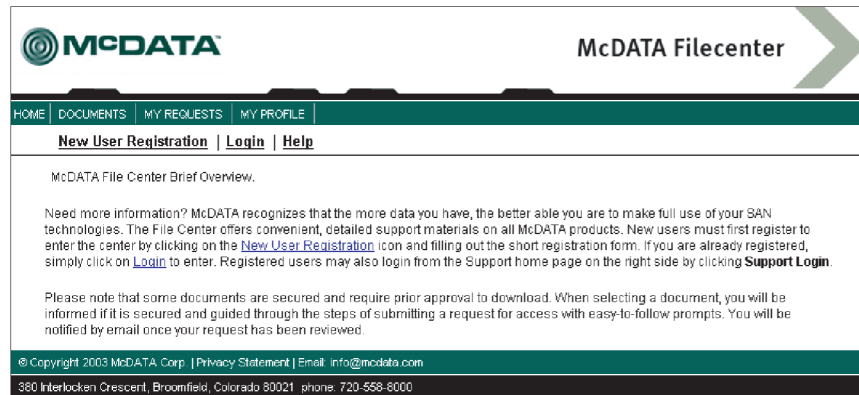 McDATA
McDATA Filecenter
HOME | DOCUMENTS | MY REQUESTS | MY PROFILE |
New User Registration | Login | Help
McDATA File Center Brief Overview.
Need more information? McDATA recognizes that the more data you have, the better able you are to make full use of your SAN
technologies. The File Center offers convenient, detailed support materials on all McDATA products. New users must first register to
enter the center by clicking on the New User Registration icon and filling out the short registration form. If you are already registered,
simply click on Login to enter. Registered users may also login from the Support home page on the right side by clicking Support Login.
Please note that some documents are secured and require prior approval to download. When selecting a document, you will be
informed if it is secured and guided through the steps of submitting a request for access with easy-to-follow prompts. You will be
notified by email once your request has been reviewed.
© Copyright 2003 McDATA Corp. | Privacy Statement | Email: info@mcdata.com
380 Interlocken Crescent, Broomfield, Colorado 80021 phone: 720-558-8000